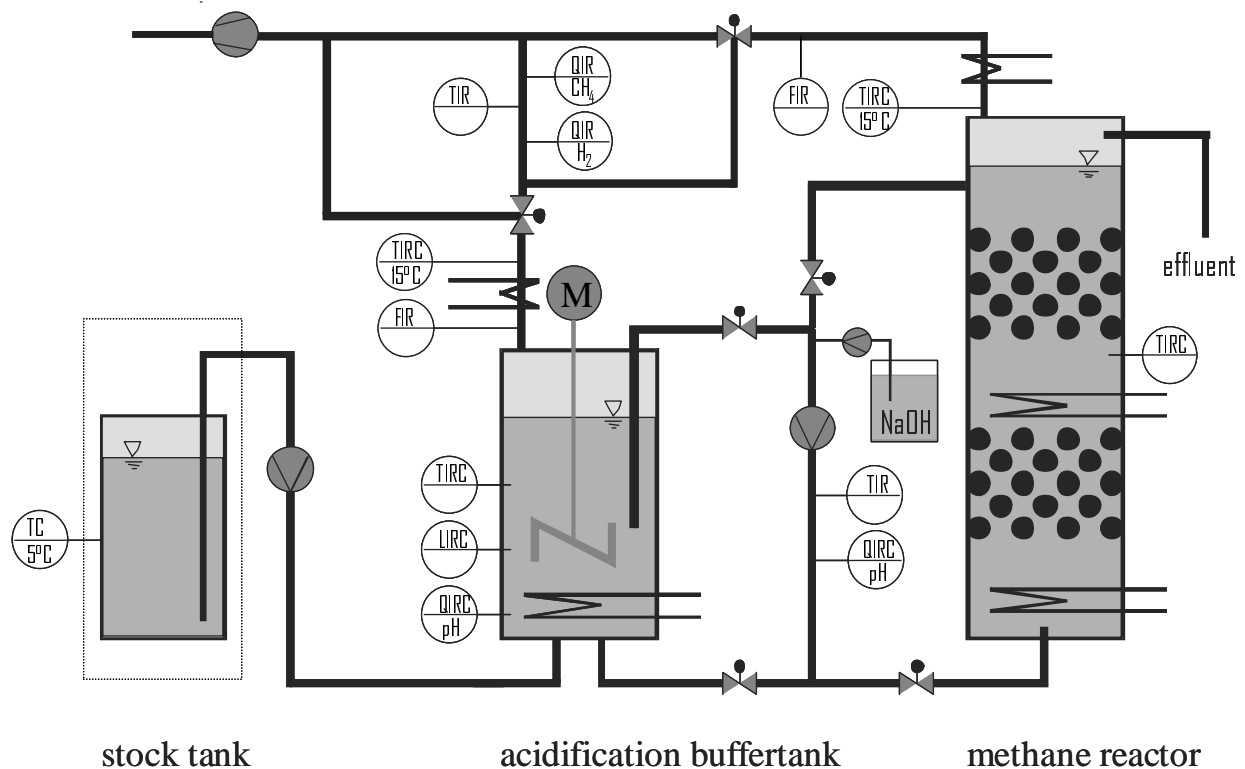 QIR
CH4
TIR
FIR
TIRC
15°C
QIR
H2
TIRC
15°C
effluent
M
FIR
TIRC
NaOH
TIRC
TIR
TC
5°C
LIRC
QIRC
pH
QIRC
pH
stock tank
acidification buffertank
methane reactor